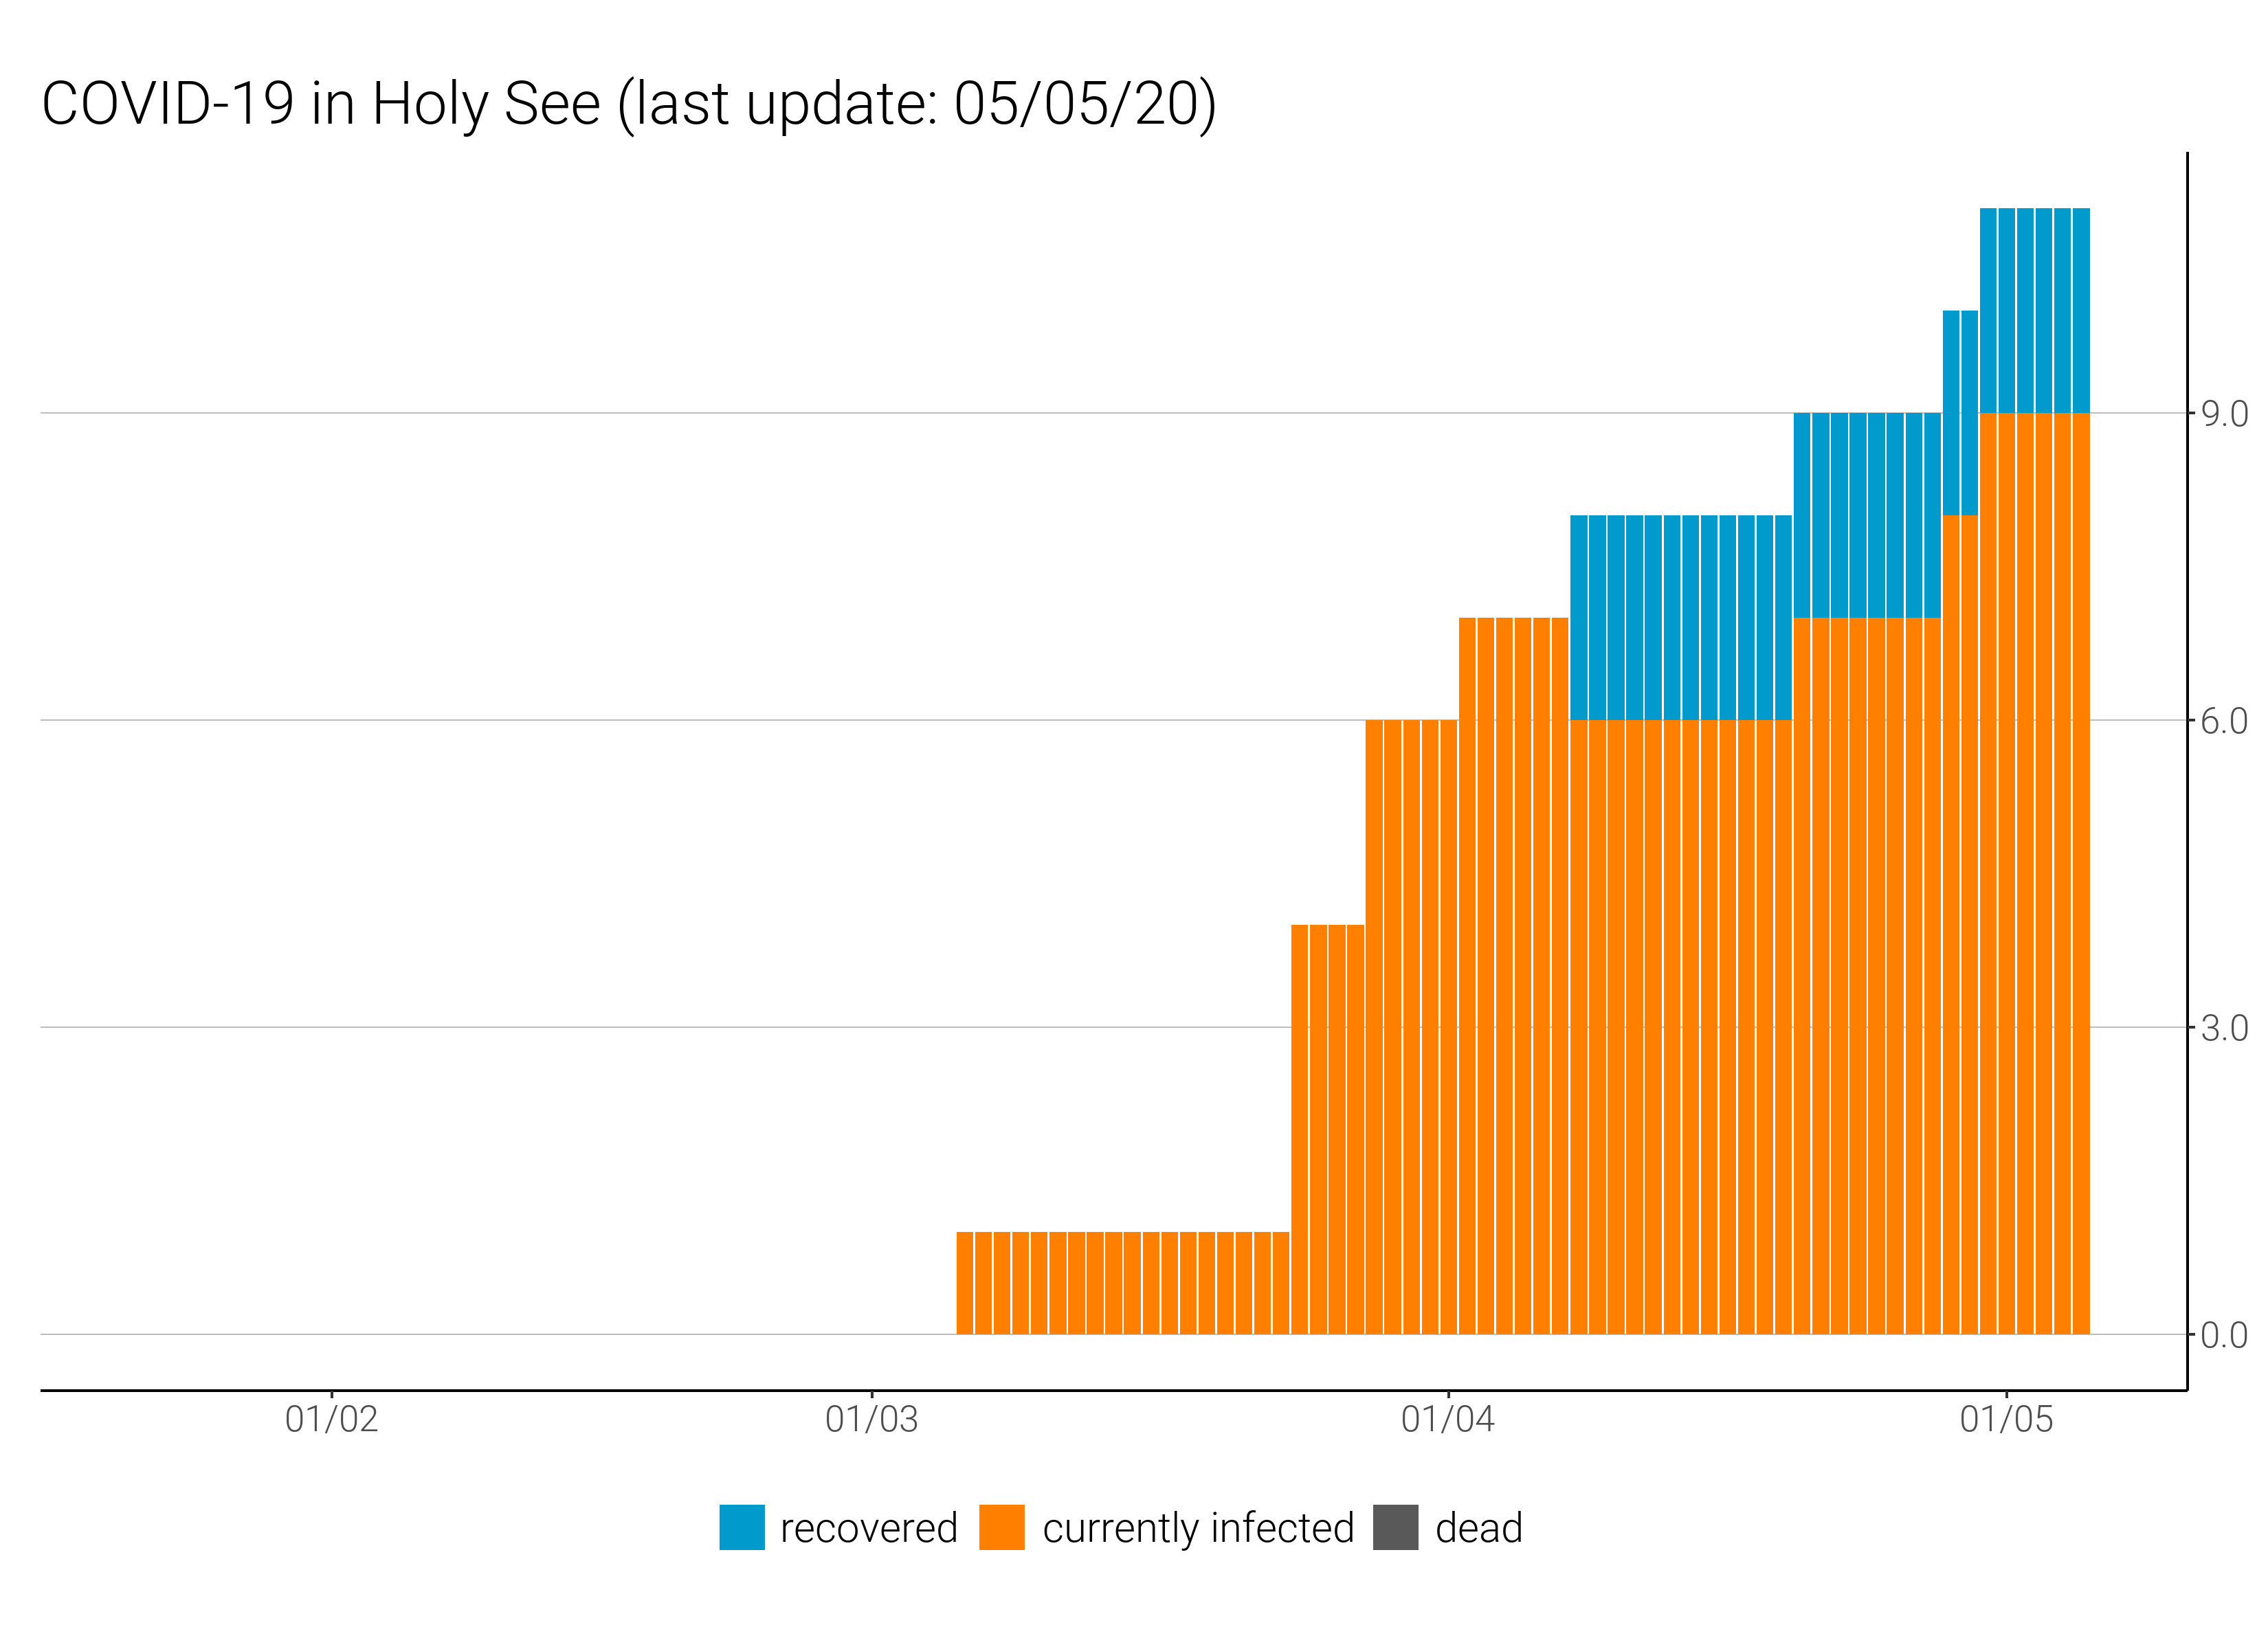 COVID-19 in Holy See (last update: 05/05/20)
9.0
6.0
3.0
0.0
01/02 01/03 01/04 01/05
recovered currently infected dead